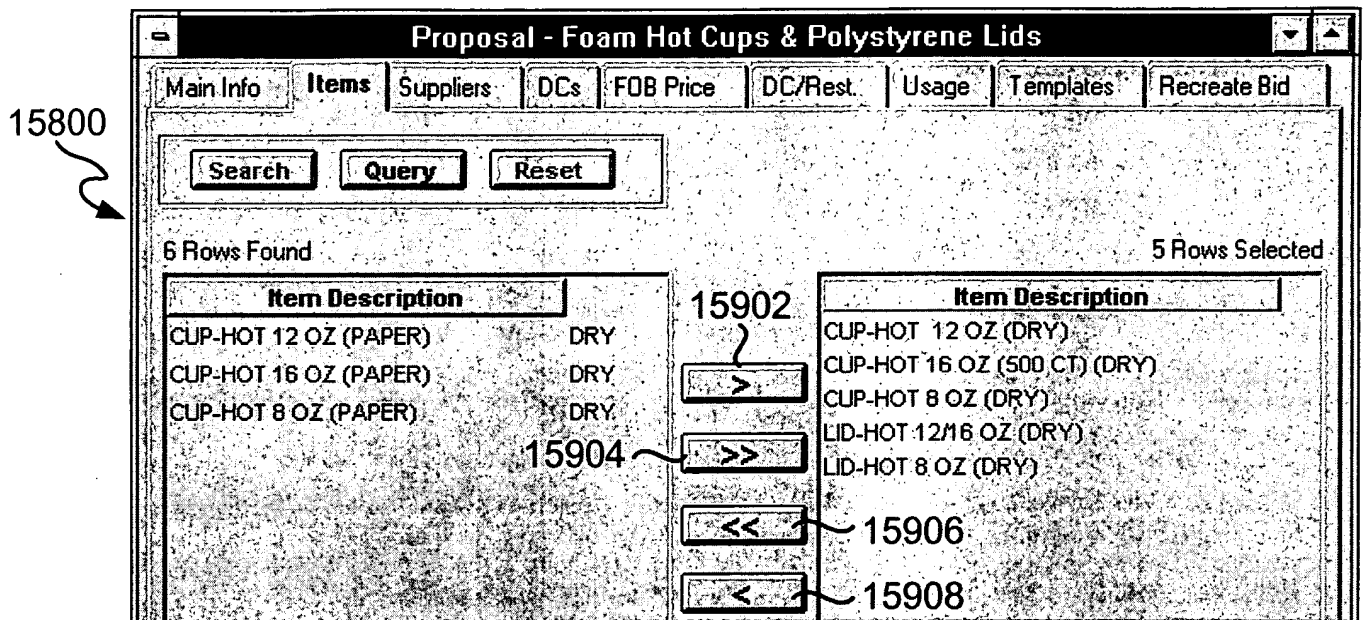 Proposal - Foam Hot Cups & Polystyrene Lids
Main Info Items Suppliers DCs FOB Price DC/Rest. Usage Templates Recreate Bid
15800
Search Query Reset
6 Rows Found
5 Rows Selected
Item Description
CUP-HOT 12 OZ (PAPER) DRY
CUP-HOT 16 OZ (PAPER) DRY
CUP-HOT 8 OZ (PAPER) DRY
15902
>
15904
>>
<<
15906
<
15908
Item Description
CUP-HOT 12 OZ (DRY)
CUP-HOT 16 OZ (500 CT) (DRY)
CUP-HOT 8 OZ (DRY)
LID-HOT 12/16 OZ (DRY)
LID-HOT 8 OZ (DRY)